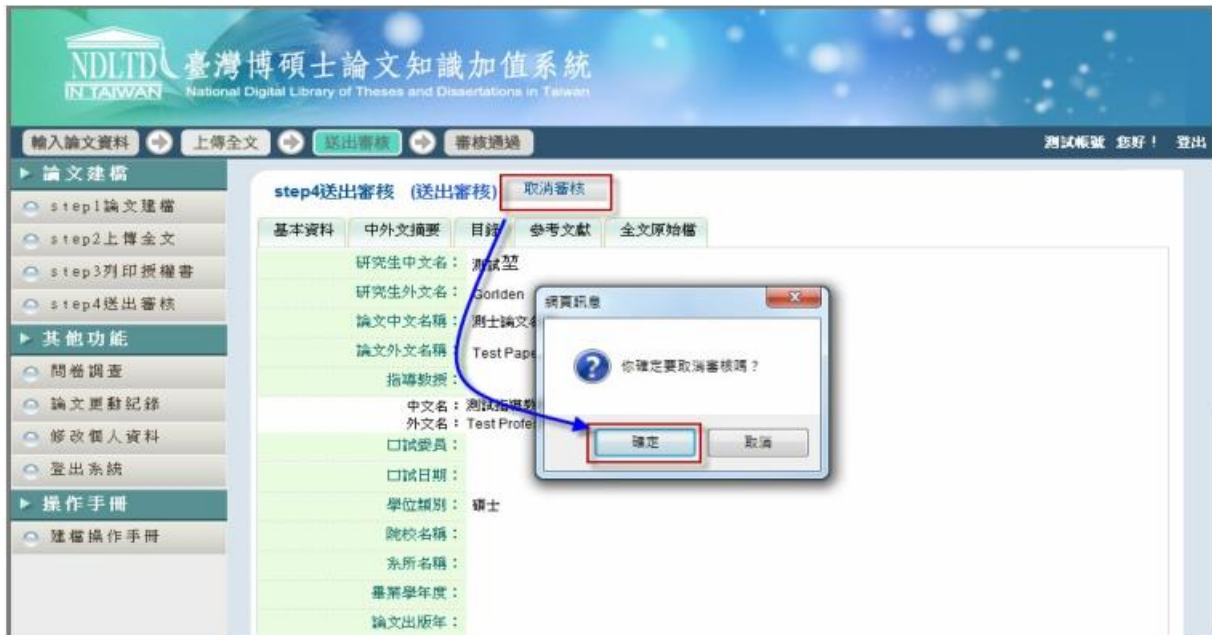 NDLTD
IN TAIWAN
臺灣博碩士論文知識加值系統
National Digital Library of Theses and Dissertations in Taiwan
輸入論文資料 上傳全文 送出審核 審核通過
測試帳號 您好! 登出
論文建檔
step1論文建檔
step2上傳全文
step3列印授權書
step4送出審核
其他功能
問卷調查
論文更動紀錄
修改個人資料
登出系統
操作手冊
建檔操作手冊
step4送出審核 (送出審核) 取消審核
基本資料 中外文摘要 目錄 參考文獻 全文原始檔
研究生中文名: 測試堃
研究生外文名: Goriden
論文中文名稱: 測士論文
論文外文名稱: Test Pape
指導教授:
中文名: 測試指導教
外文名: Test Profe
口試委員:
口試日期:
學位類別: 碩士
院校名稱:
系所名稱:
畢業學年度:
論文出版年:
網頁訊息
你確定要取消審核嗎?
確定 取消